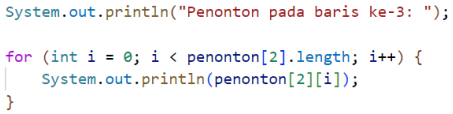 System.out.println("Penonton pada baris ke-3: ");

for (int i = 0; i < penonton[2].length; i++) {
    System.out.println(penonton[2][i]);
}